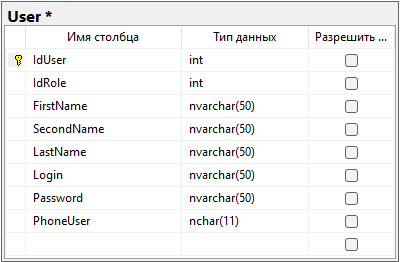 User *
Имя столбца Тип данных Разрешить ...
IdUser int
IdRole int
FirstName nvarchar(50)
SecondName nvarchar(50)
LastName nvarchar(50)
Login nvarchar(50)
Password nvarchar(50)
PhoneUser nchar(11)